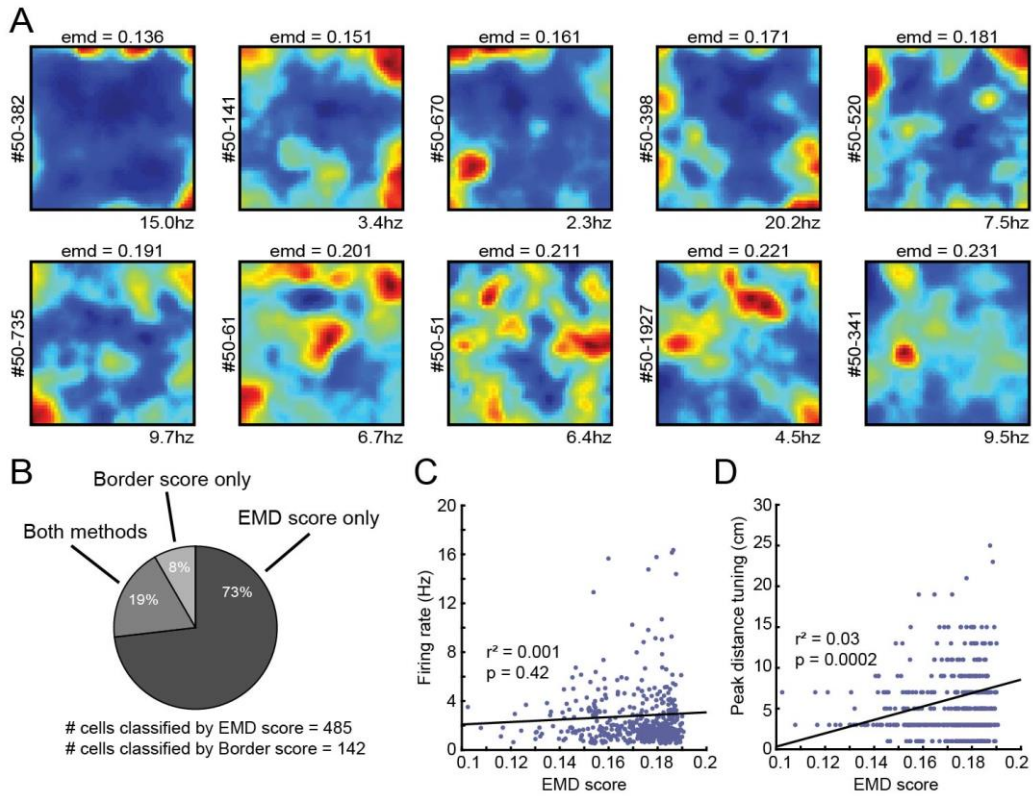 A
emd = 0.136
#50-382
15.0hz
emd = 0.151
#50-141
3.4hz
emd = 0.161
#50-670
2.3hz
emd = 0.171
#50-398
20.2hz
emd = 0.181
#50-520
7.5hz
emd = 0.191
#50-735
9.7hz
emd = 0.201
#50-61
6.7hz
emd = 0.211
#50-51
6.4hz
emd = 0.221
#50-1927
4.5hz
emd = 0.231
#50-341
9.5hz
B
Border score only
Both methods
EMD score only
8%
19%
73%
# cells classified by EMD score = 485
# cells classified by Border score = 142
C
Firing rate (Hz)
20
16
12
8
4
0
r² = 0.001
p = 0.42
0.1 0.12 0.14 0.16 0.18 0.2
EMD score
D
Peak distance tuning (cm)
30
25
20
15
10
5
0
r² = 0.03
p = 0.0002
0.1 0.12 0.14 0.16 0.18 0.2
EMD score